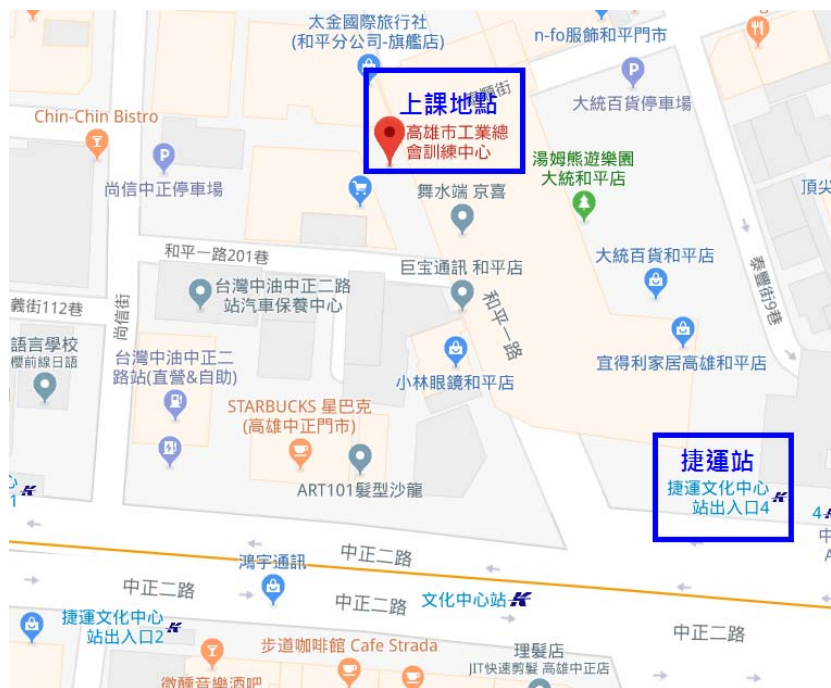 太金國際旅行社
(和平分公司-旗艦店)
n-fo服飾和平門市
上課地點
高雄市工業總
會訓練中心
大統百貨停車場
Chin-Chin Bistro
尚信中正停車場
湯姆熊遊樂園
大統和平店
頂尖
舞水端 京喜
和平一路201巷
巨宝通訊 和平店
大統百貨和平店
泰豐街9巷
台灣中油中正二路
站汽車保養中心
義街112巷
尚信街
和平一路
語言學校
櫻前線日語
台灣中油中正二
路站(直營&自助)
小林眼鏡和平店
宜得利家居高雄和平店
STARBUCKS 星巴克
(高雄中正門市)
捷運站
捷運文化中心
站出入口4
ART101髮型沙龍
心
1
4
中正二路
鴻宇通訊
中正二路
中正二路
文化中心站
中正二路
捷運文化中心
站出入口2
步道咖啡館 Cafe Strada
理髮店
JIT快速剪髮 高雄中正店
微醺音樂酒吧